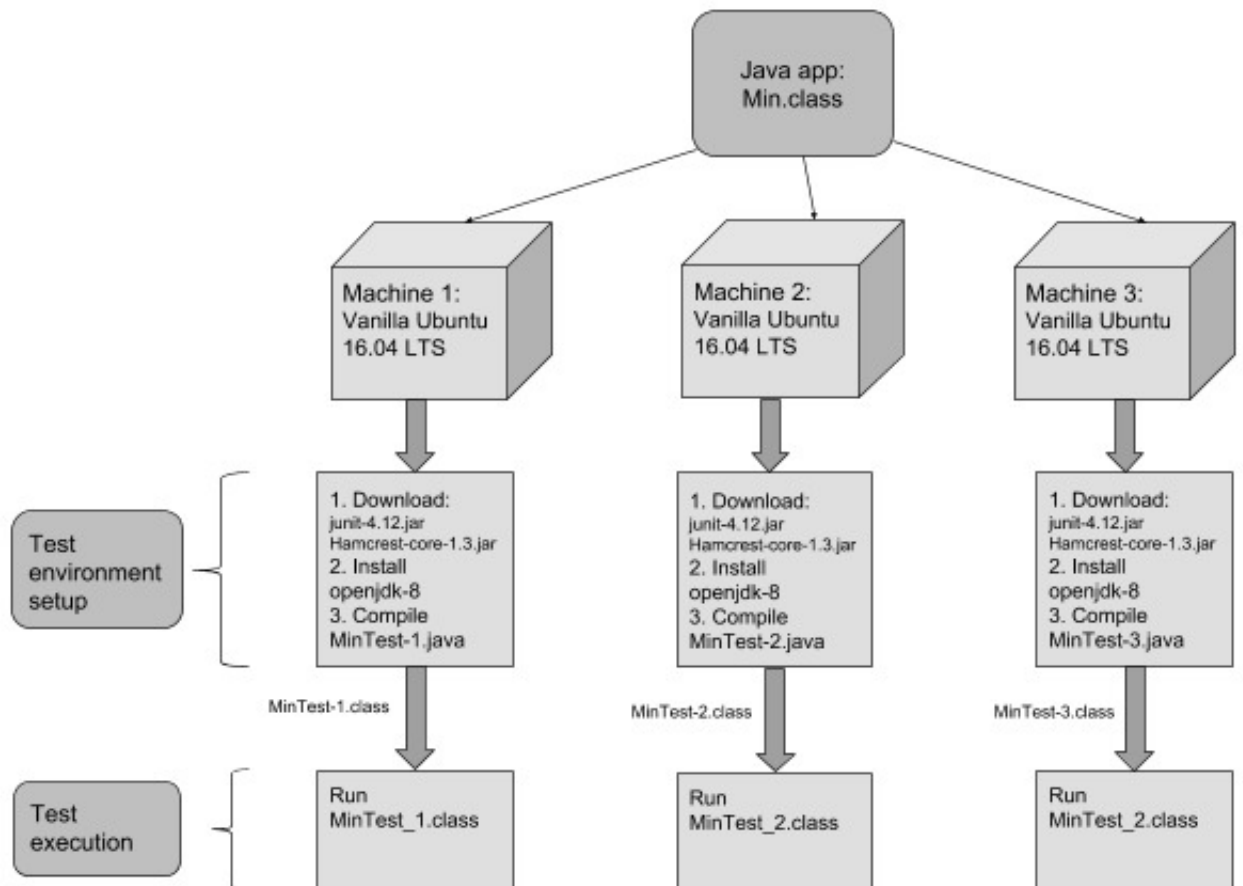 Java app:
Min.class
Machine 1:
Vanilla Ubuntu
16.04 LTS
Machine 2:
Vanilla Ubuntu
16.04 LTS
Machine 3:
Vanilla Ubuntu
16.04 LTS
Test
environment
setup
1. Download:
junit-4.12.jar
Hamcrest-core-1.3.jar
2. Install
openjdk-8
3. Compile
MinTest-1.java
1. Download:
junit-4.12.jar
Hamcrest-core-1.3.jar
2. Install
openjdk-8
3. Compile
MinTest-2.java
1. Download:
junit-4.12.jar
Hamcrest-core-1.3.jar
2. Install
openjdk-8
3. Compile
MinTest-3.java
MinTest-1.class
MinTest-2.class
MinTest-3.class
Test
execution
Run
MinTest_1.class
Run
MinTest_2.class
Run
MinTest_2.class